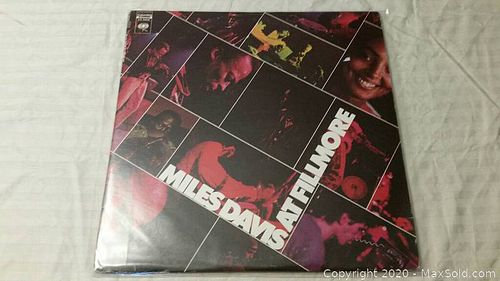 MILES DAVIS AT FILLMORE
Copyright © 2020 - MaxSold.com